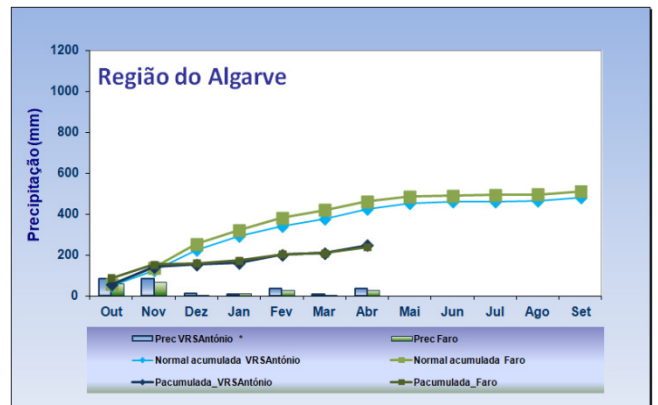 Região do Algarve
Precipitação (mm)
1200
1000
800
600
400
200
0
Out Nov Dez Jan Fev Mar Abr Mai Jun Jul Ago Set
Prec VRSAntónio * Prec Faro
Normal acumulada VRSAntónio Normal acumulada Faro
Pacumulada_VRSAntónio Pacumulada_Faro